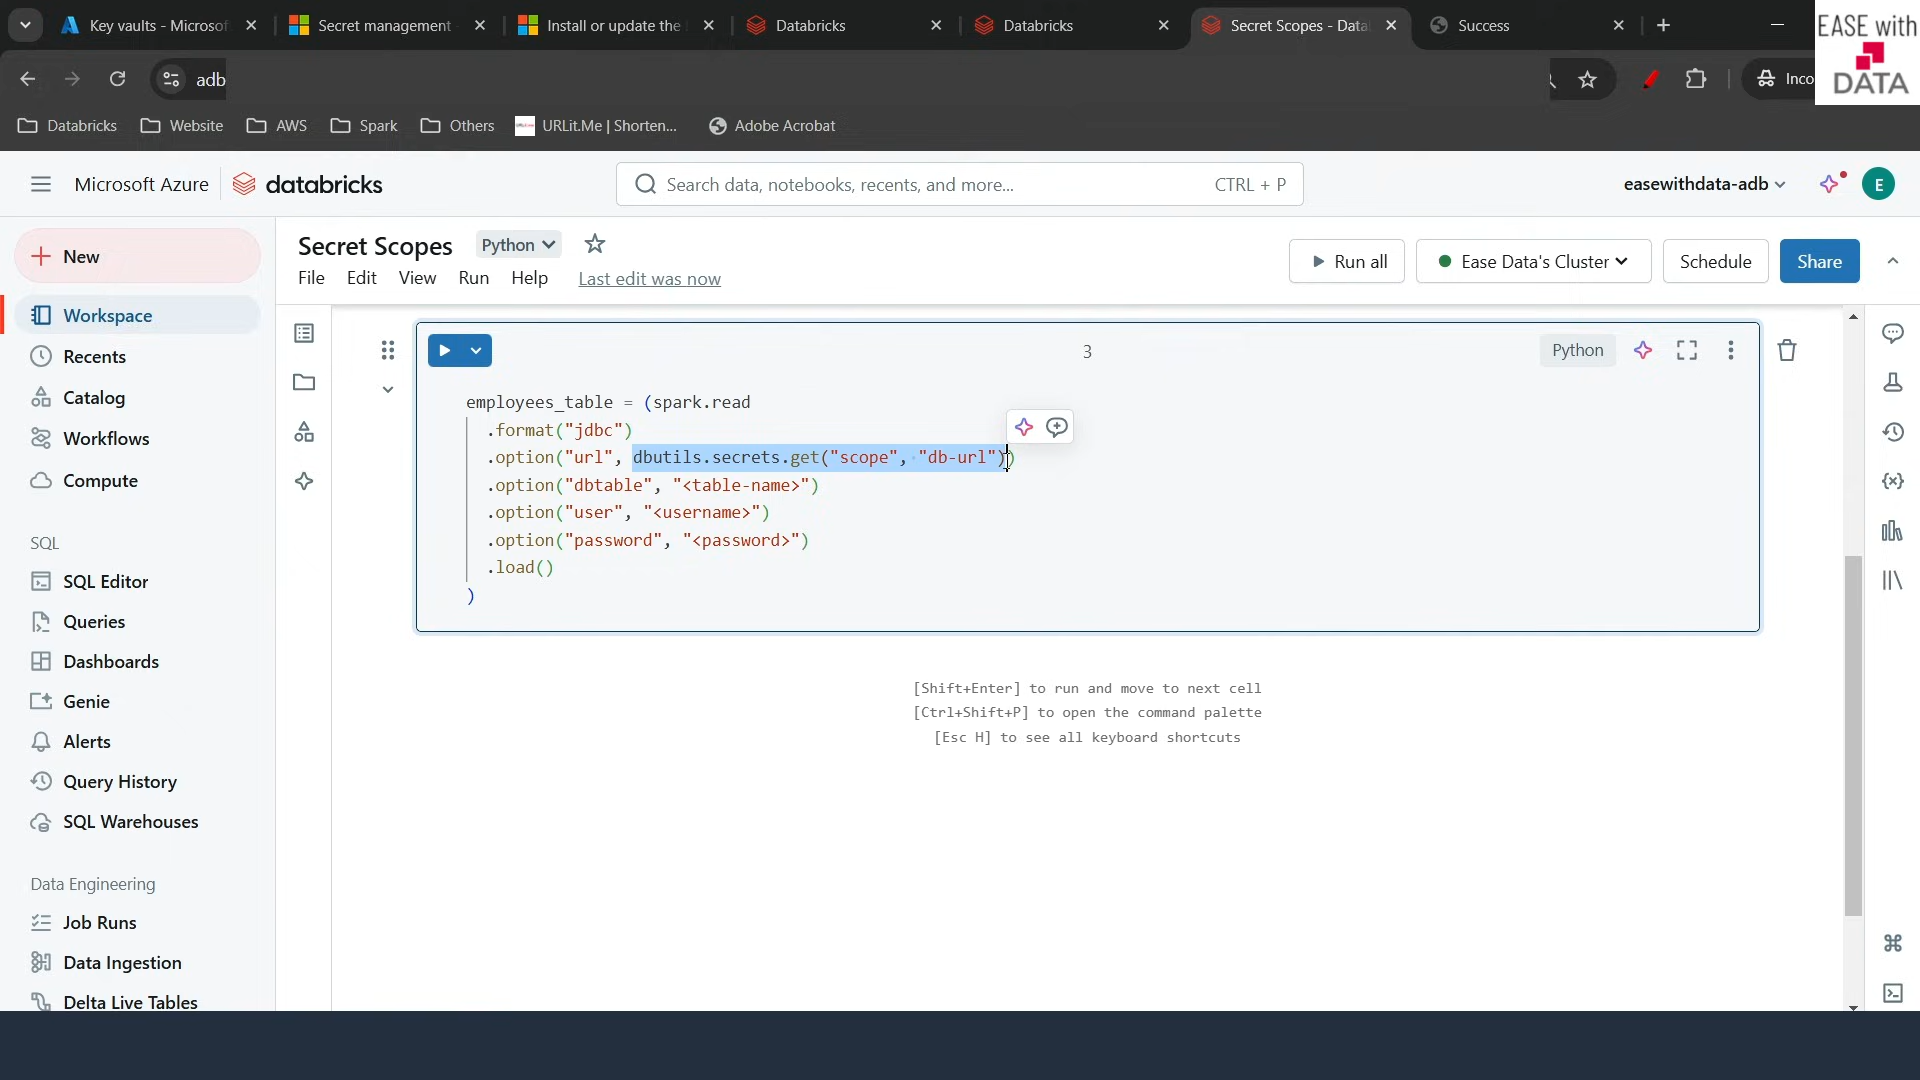 Key vaults - Microsof
Secret management
Install or update the
Databricks
Databricks
Secret Scopes - Data
Success
EASE with
DATA
adb
Inco
Databricks
Website
AWS
Spark
Others
URLit.Me | Shorten...
Adobe Acrobat
Microsoft Azure
databricks
Search data, notebooks, recents, and more...
CTRL + P
easewithdata-adb
E
New
Secret Scopes
Python
File
Edit
View
Run
Help
Last edit was now
Run all
Ease Data's Cluster
Schedule
Share
Workspace
Recents
Catalog
Workflows
Compute
SQL
SQL Editor
Queries
Dashboards
Genie
Alerts
Query History
SQL Warehouses
Data Engineering
Job Runs
Data Ingestion
Delta Live Tables
3
Python
employees_table = (spark.read
.format("jdbc")
.option("url", dbutils.secrets.get("scope", "db-url"))
.option("dbtable", "<table-name>")
.option("user", "<username>")
.option("password", "<password>")
.load()
)
[Shift+Enter] to run and move to next cell
[Ctrl+Shift+P] to open the command palette
[Esc H] to see all keyboard shortcuts